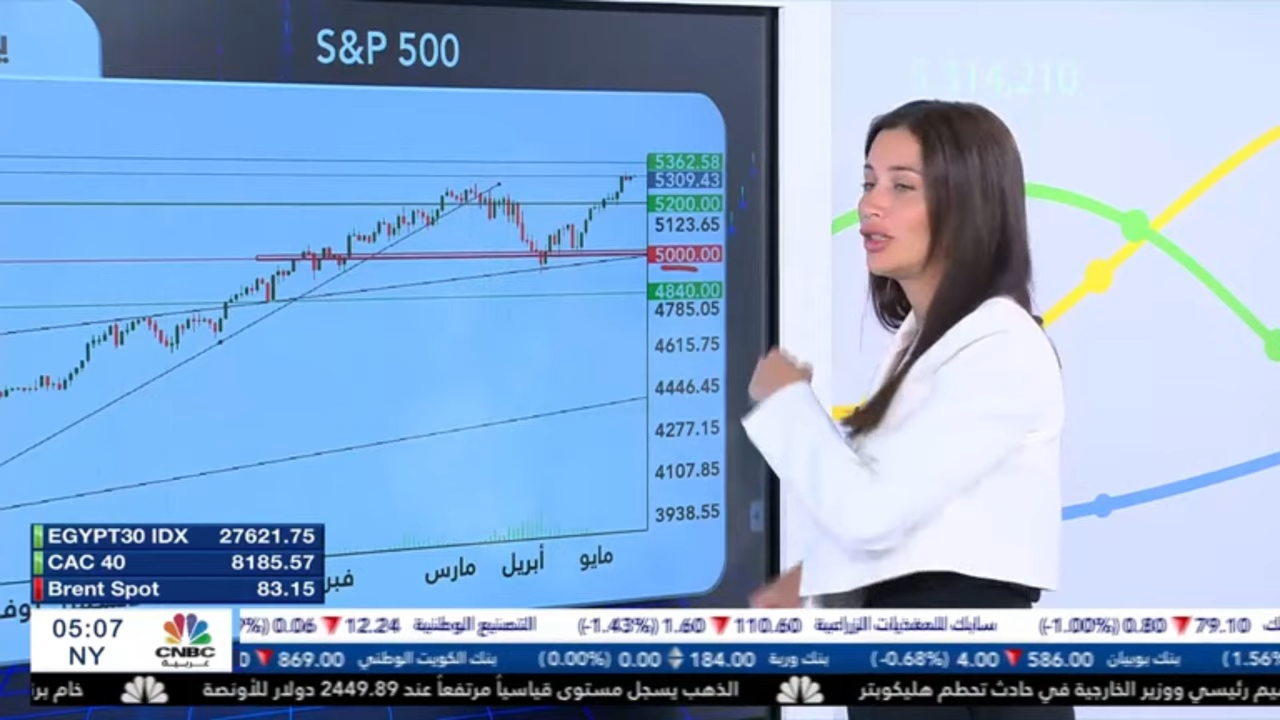 S&P 500
5 314,210
5362.58
5309.43
5200.00
5123.65
5000.00
4840.00
4785.05
4615.75
4446.45
4277.15
4107.85
3938.55
مارس
أبريل
مايو
EGYPT30 IDX 27621.75
CAC 40 8185.57
Brent Spot 83.15
05:07
NY
CNBC
عربية
79.10 ▼ 0.80 (-1.00%) سابك للمغذيات الزراعية 110.60 ▼ 1.60 (-1.43%) التصنيع الوطنية 12.24 ▼ 0.06
بنك بوبيان 586.00 ▼ 4.00 (-0.68%) بنك وربة 184.00 0.00 (0.00%) بنك الكويت الوطني 869.00 ▼
رئيسي ووزير الخارجية في حادث تحطم هليكوبتر الذهب يسجل مستوى قياسياً مرتفعاً عند 2449.89 دولار للأونصة خام